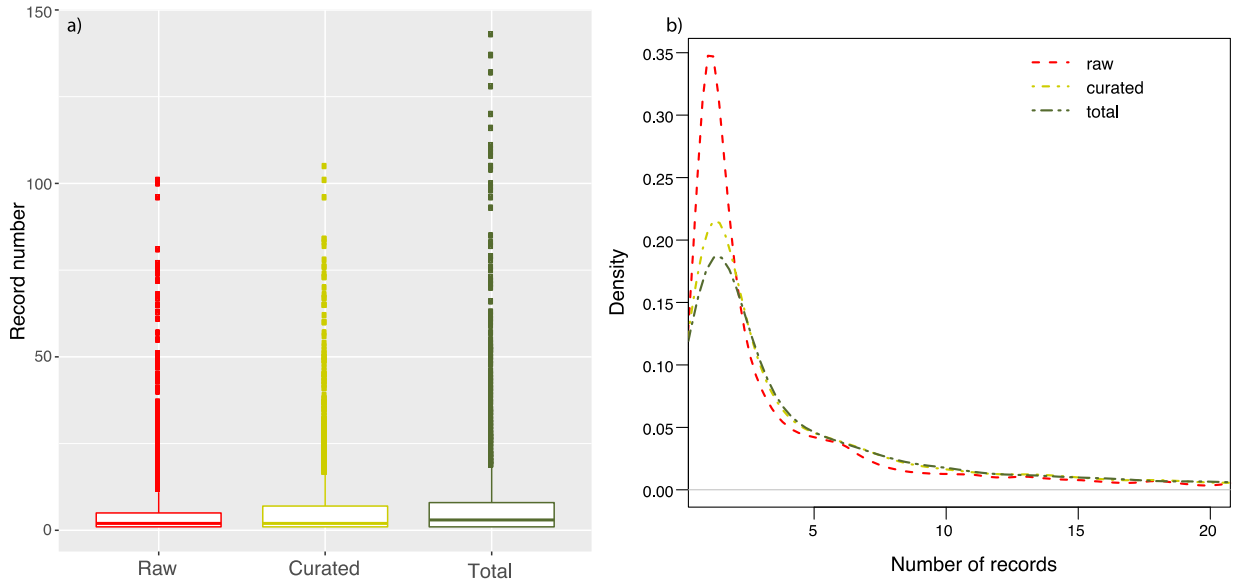 a)
Record number
150
100
50
0
Raw Curated Total
b)
Density
0.35
0.30
0.25
0.20
0.15
0.10
0.05
0.00
raw
curated
total
5 10 15 20
Number of records